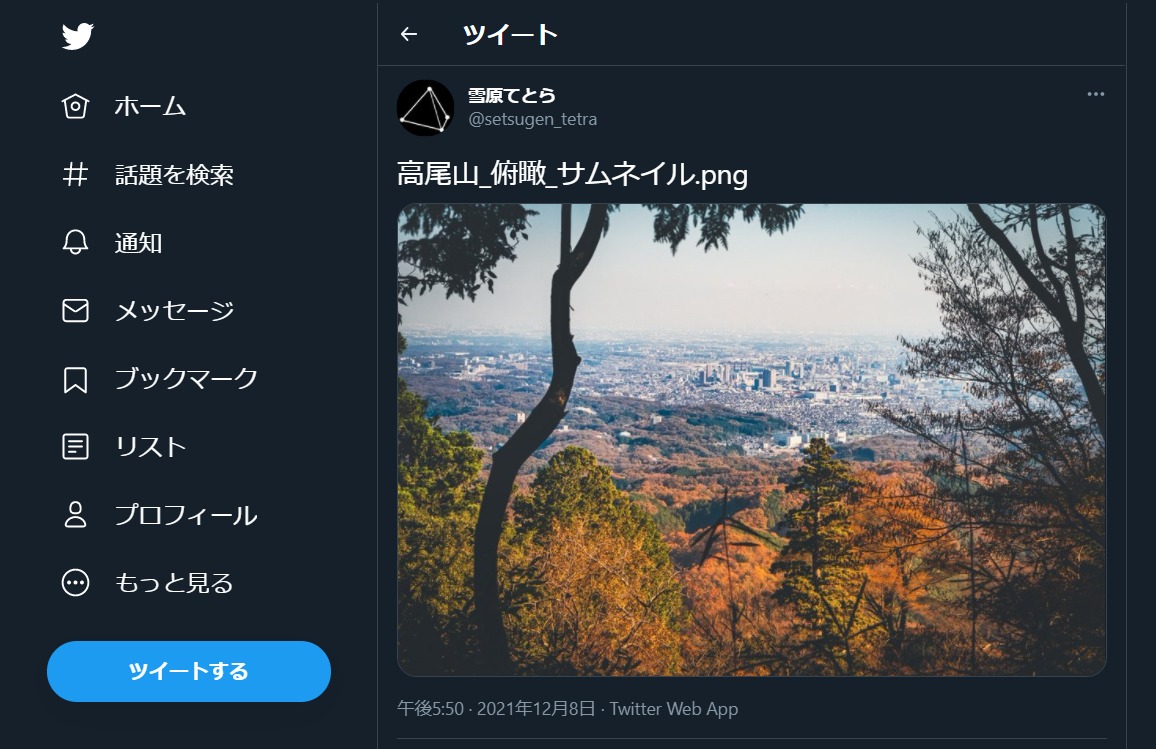 ツイート
ホーム
話題を検索
通知
メッセージ
ブックマーク
リスト
プロフィール
もっと見る
ツイートする
雪原てとら
@setsugen_tetra
高尾山_俯瞰_サムネイル.png
午後5:50 · 2021年12月8日 · Twitter Web App